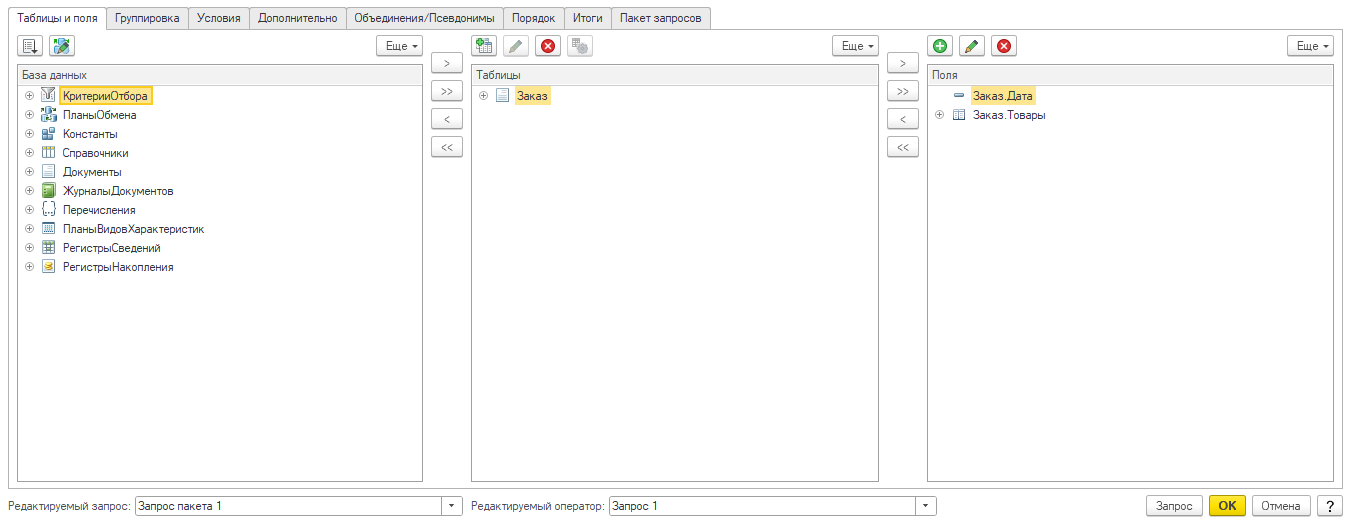 Таблицы и поля Группировка Условия Дополнительно Объединения/Псевдонимы Порядок Итоги Пакет запросов
Еще Еще Еще
База данных
КритерииОтбора
ПланыОбмена
Константы
Справочники
Документы
ЖурналыДокументов
Перечисления
ПланыВидовХарактеристик
РегистрыСведений
РегистрыНакопления
>
>>
<
<<
Таблицы
Заказ
>
>>
<
<<
Поля
Заказ.Дата
Заказ.Товары
Редактируемый запрос: Запрос пакета 1 Редактируемый оператор: Запрос 1 Запрос ОК Отмена ?